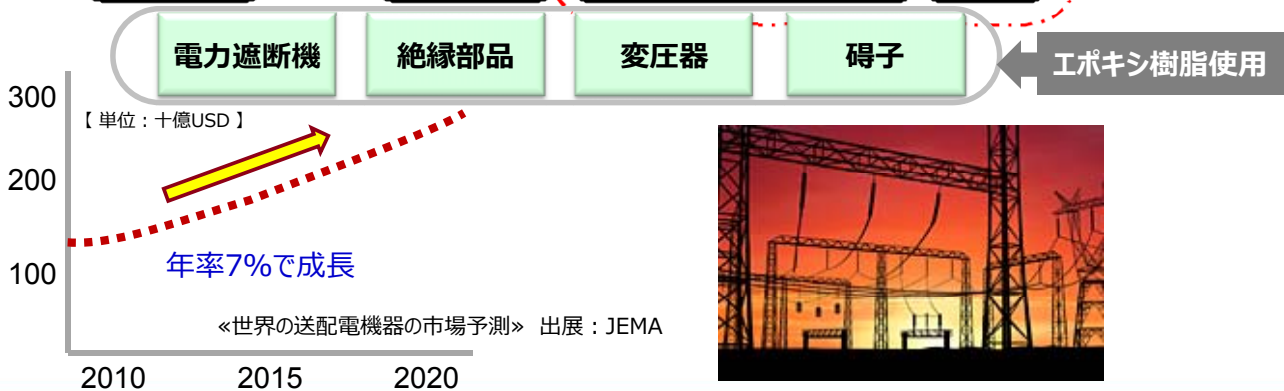 電力遮断機
絶縁部品
変圧器
碍子
エポキシ樹脂使用
300
【 単位：十億USD 】
200
年率7%で成長
100
«世界の送配電機器の市場予測» 出展：JEMA
2010 2015 2020